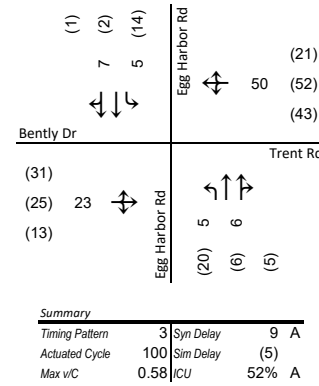 (1) (2) (14)
7 5
Egg Harbor Rd
50
(21)
(52)
(43)
Bently Dr
Trent Rd
(31)
(25) 23
(13)
Egg Harbor Rd
5 6
(20) (6) (5)
Summary
Timing Pattern 3 Syn Delay 9 A
Actuated Cycle 100 Sim Delay (5)
Max v/C 0.58 ICU 52% A